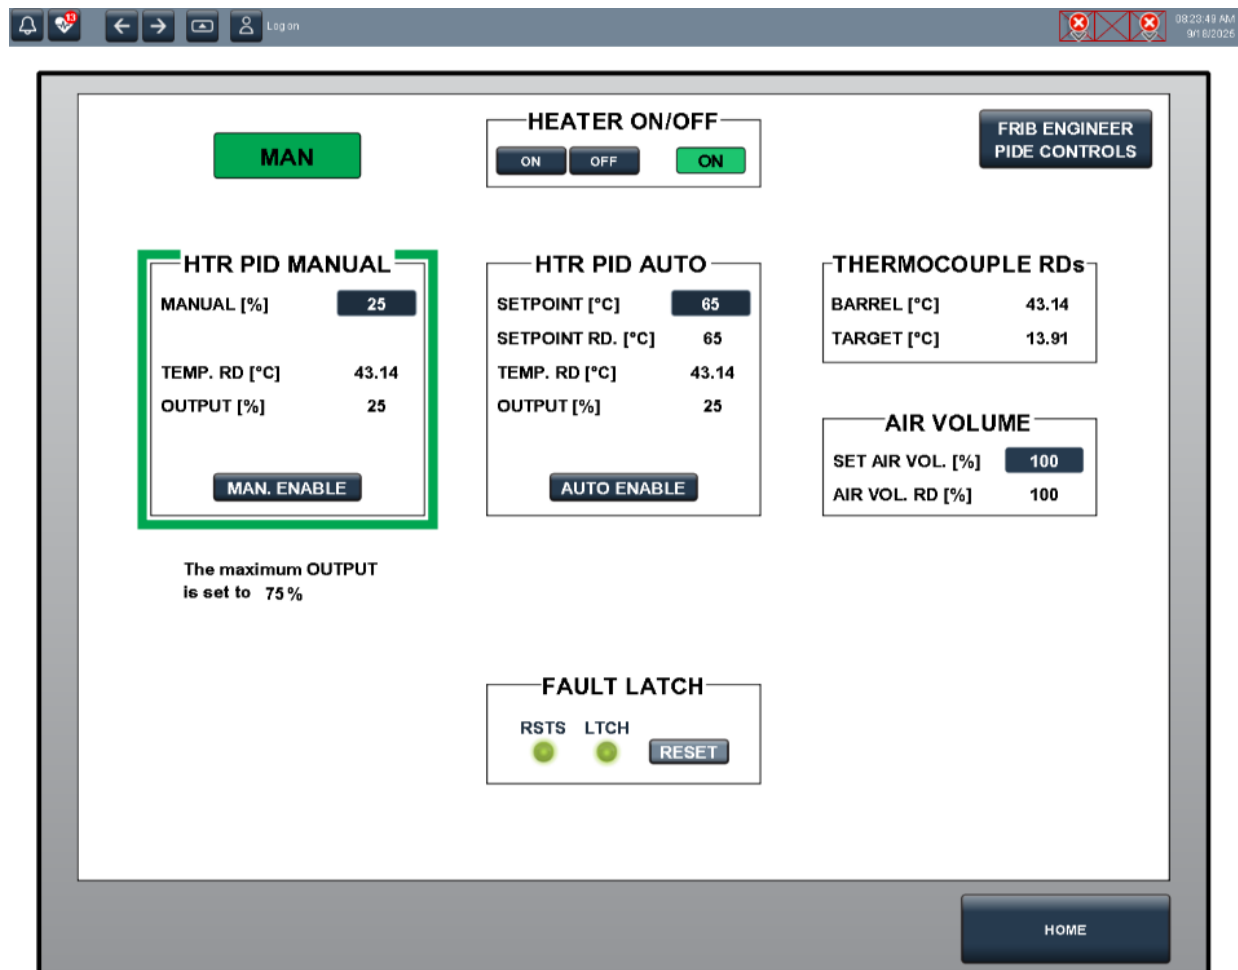 13
Log on
08:23:49 AM
9/18/2025
MAN
HEATER ON/OFF
ON OFF ON
FRIB ENGINEER
PIDE CONTROLS
HTR PID MANUAL
MANUAL [%] 25
TEMP. RD [°C] 43.14
OUTPUT [%] 25
MAN. ENABLE
The maximum OUTPUT
is set to 75 %
HTR PID AUTO
SETPOINT [°C] 65
SETPOINT RD. [°C] 65
TEMP. RD [°C] 43.14
OUTPUT [%] 25
AUTO ENABLE
THERMOCOUPLE RDs
BARREL [°C] 43.14
TARGET [°C] 13.91
AIR VOLUME
SET AIR VOL. [%] 100
AIR VOL. RD [%] 100
FAULT LATCH
RSTS LTCH
RESET
HOME